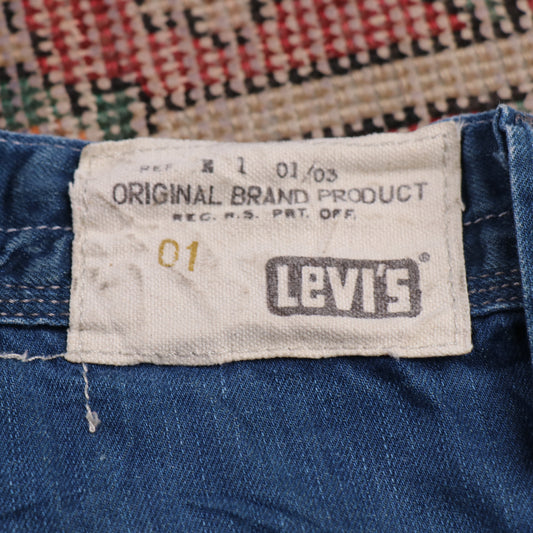 REF. N 1 01/03
ORIGINAL BRAND PRODUCT
REG. U.S. PAT. OFF.
01
LEVI'S®